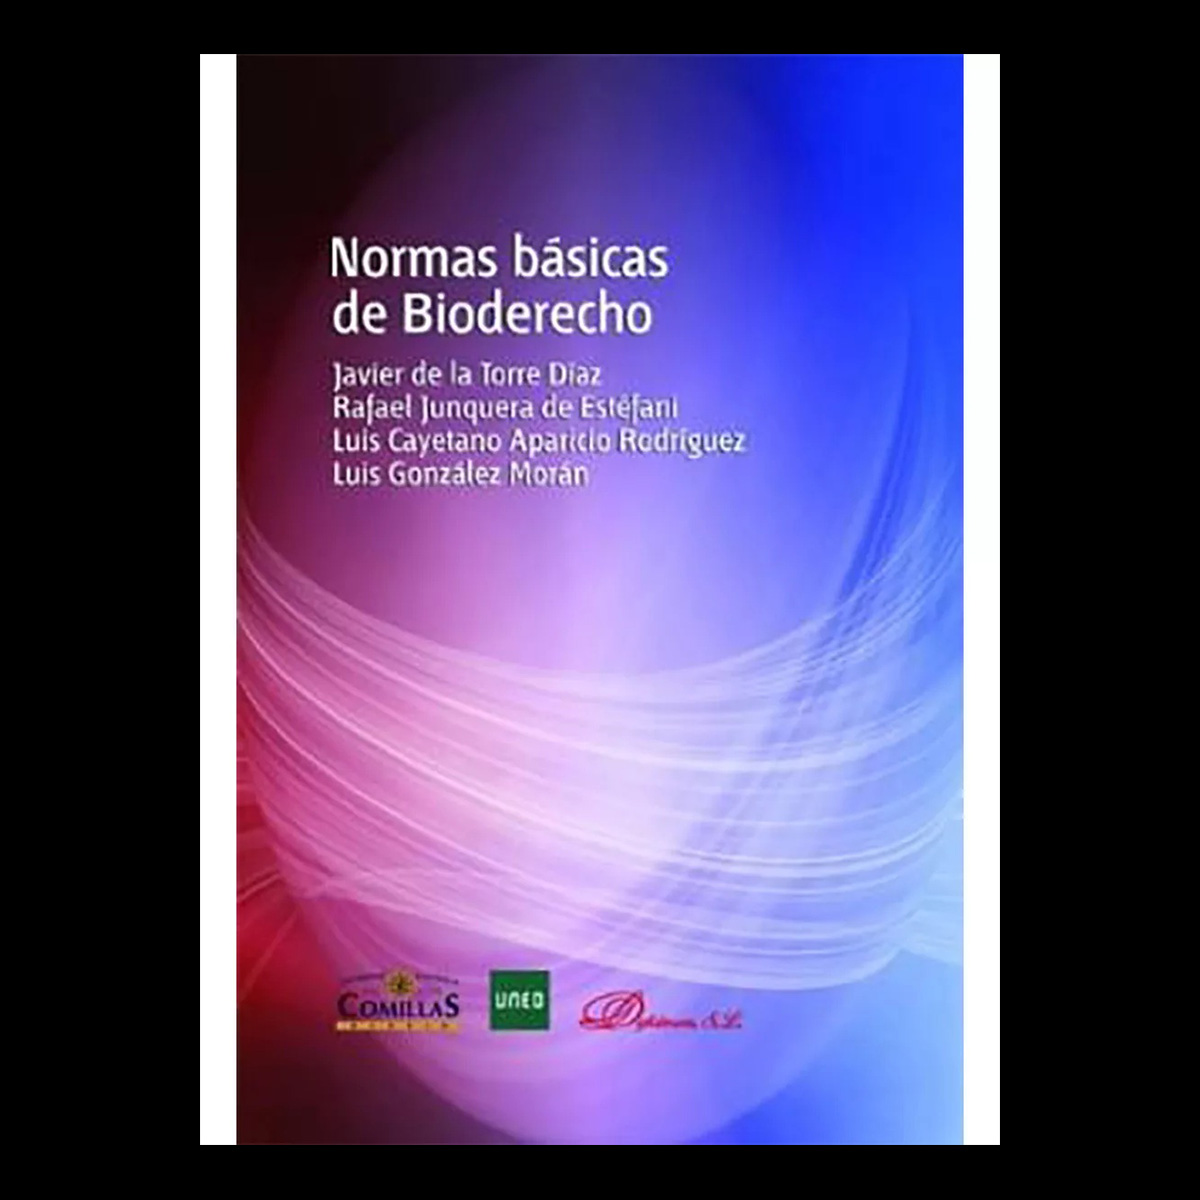 Normas básicas
de Bioderecho
Javier de la Torre Díaz
Rafael Junquera de Estéfani
Luis Cayetano Aparicio Rodríguez
Luis González Morán
COMILLAS
UNED
Dykinson, S.L.